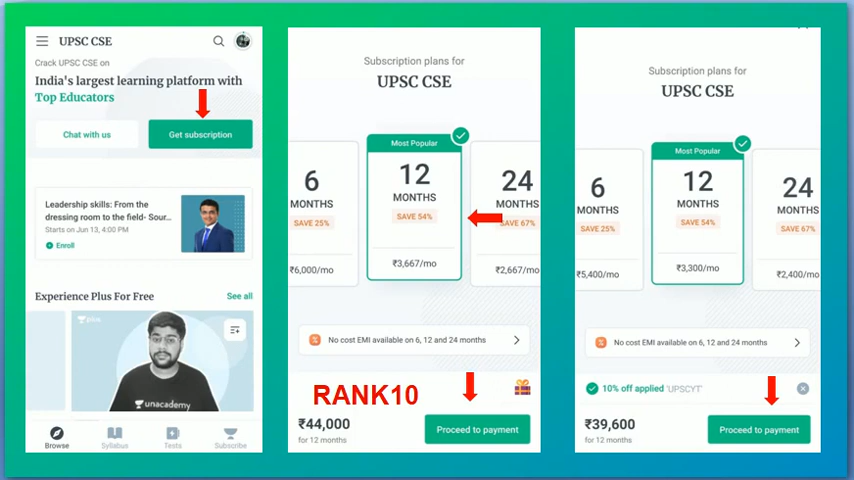 UPSC CSE
Crack UPSC CSE on
India's largest learning platform with
Top Educators
Chat with us
Get subscription
Leadership skills: From the
dressing room to the field- Sour...
Starts on Jun 13, 4:00 PM
Enroll
Experience Plus For Free
See all
plus
unacademy
Browse
Syllabus
Tests
Subscribe
Subscription plans for
UPSC CSE
Most Popular
6
MONTHS
SAVE 25%
₹6,000/mo
12
MONTHS
SAVE 54%
₹3,667/mo
24
MONTHS
SAVE 67%
₹2,667/mo
No cost EMI available on 6, 12 and 24 months
RANK10
₹44,000
for 12 months
Proceed to payment
Subscription plans for
UPSC CSE
Most Popular
6
MONTHS
SAVE 25%
₹5,400/mo
12
MONTHS
SAVE 54%
₹3,300/mo
24
MONTHS
SAVE 67%
₹2,400/mo
No cost EMI available on 6, 12 and 24 months
10% off applied 'UPSCYT'
₹39,600
for 12 months
Proceed to payment